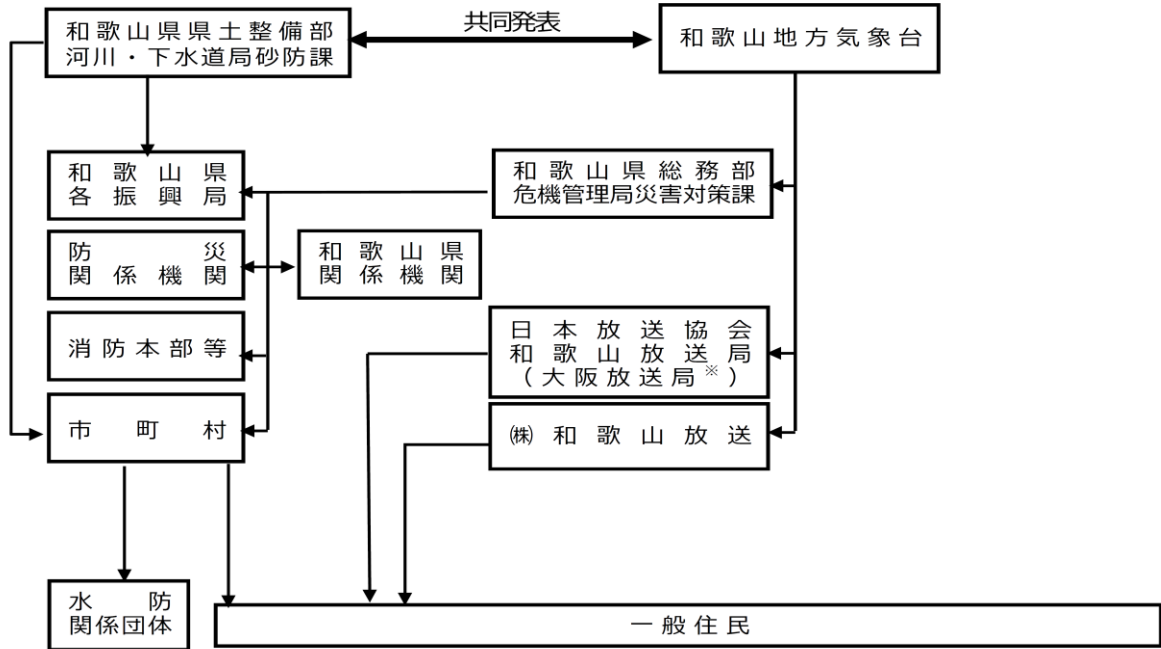 共同発表
和歌山県県土整備部
河川・下水道局砂防課
和歌山地方気象台
和歌山県
各振興局
和歌山県総務部
危機管理局災害対策課
防災
関係機関
和歌山県
関係機関
消防本部等
日本放送協会
和歌山放送局
（大阪放送局※）
市町村
㈱和歌山放送
水防
関係団体
一般住民